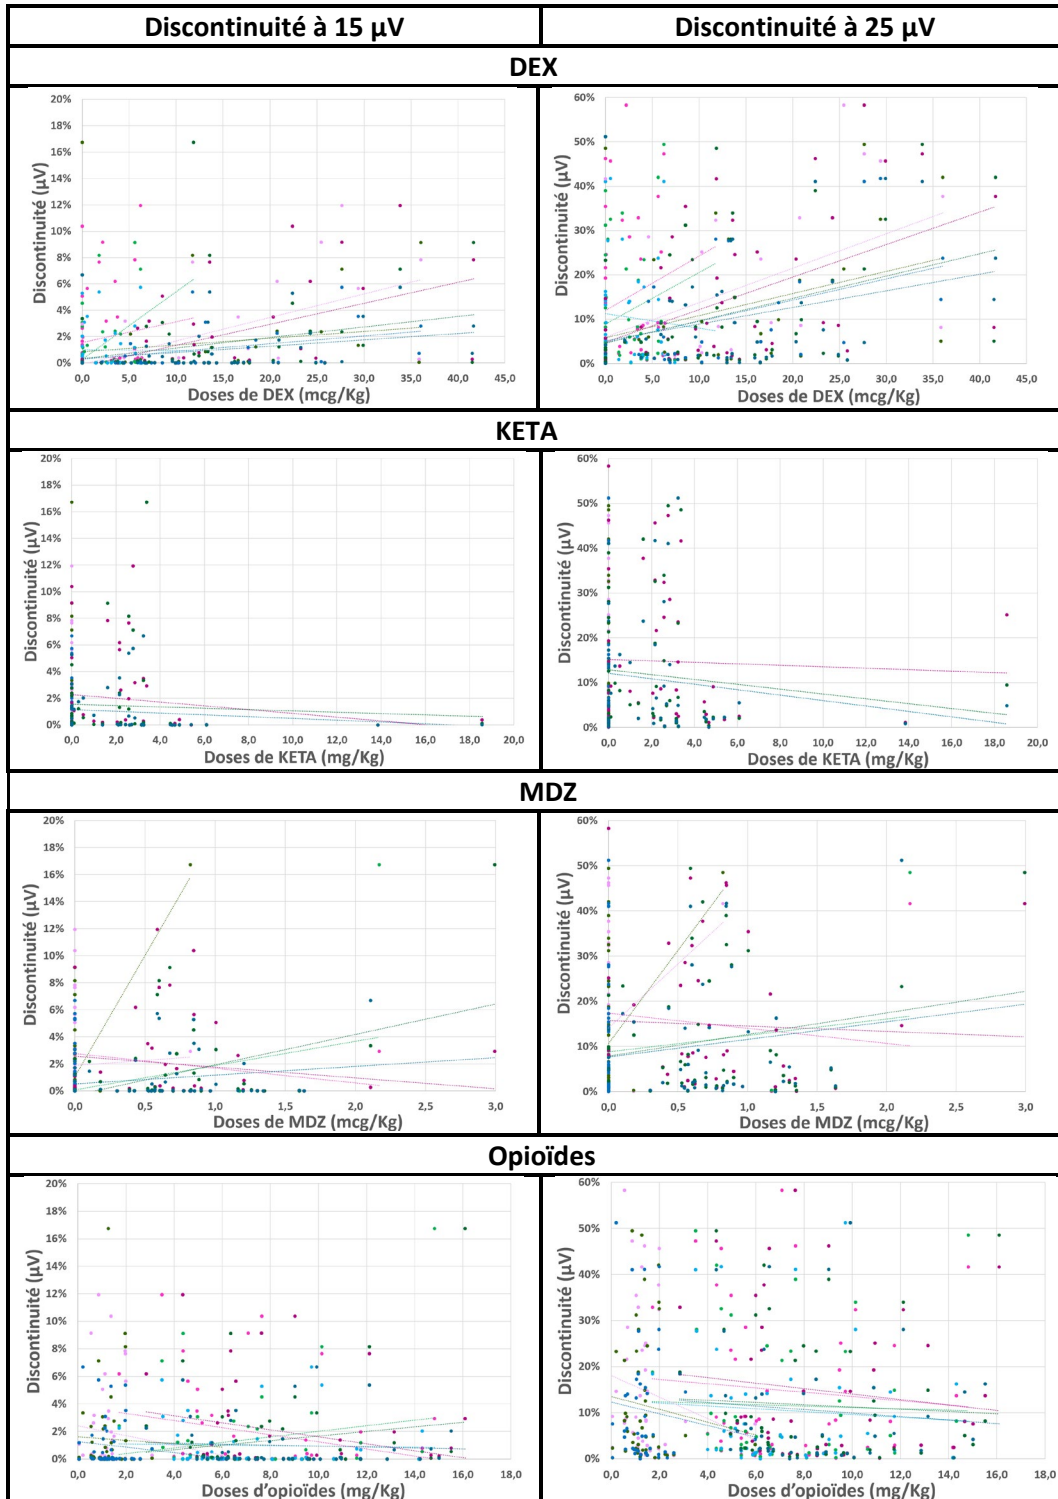 Discontinuité à 15 µV
Discontinuité à 25 µV
DEX
20%
18%
16%
14%
12%
10%
8%
6%
4%
2%
0%
Discontinuité (µV)
0,0 5,0 10,0 15,0 20,0 25,0 30,0 35,0 40,0 45,0
Doses de DEX (mcg/Kg)
60%
50%
40%
30%
20%
10%
0%
Discontinuité (µV)
0,0 5,0 10,0 15,0 20,0 25,0 30,0 35,0 40,0 45,0
Doses de DEX (mcg/Kg)
KETA
20%
18%
16%
14%
12%
10%
8%
6%
4%
2%
0%
Discontinuité (µV)
0,0 2,0 4,0 6,0 8,0 10,0 12,0 14,0 16,0 18,0 20,0
Doses de KETA (mg/Kg)
60%
50%
40%
30%
20%
10%
0%
Discontinuité (µV)
0,0 2,0 4,0 6,0 8,0 10,0 12,0 14,0 16,0 18,0 20,0
Doses de KETA (mg/Kg)
MDZ
20%
18%
16%
14%
12%
10%
8%
6%
4%
2%
0%
Discontinuité (µV)
0,0 0,5 1,0 1,5 2,0 2,5 3,0
Doses de MDZ (mcg/Kg)
60%
50%
40%
30%
20%
10%
0%
Discontinuité (µV)
0,0 0,5 1,0 1,5 2,0 2,5 3,0
Doses de MDZ (mcg/Kg)
Opioïdes
20%
18%
16%
14%
12%
10%
8%
6%
4%
2%
0%
Discontinuité (µV)
0,0 2,0 4,0 6,0 8,0 10,0 12,0 14,0 16,0 18,0
Doses d'opioïdes (mg/Kg)
60%
50%
40%
30%
20%
10%
0%
Discontinuité (µV)
0,0 2,0 4,0 6,0 8,0 10,0 12,0 14,0 16,0 18,0
Doses d'opioïdes (mg/Kg)